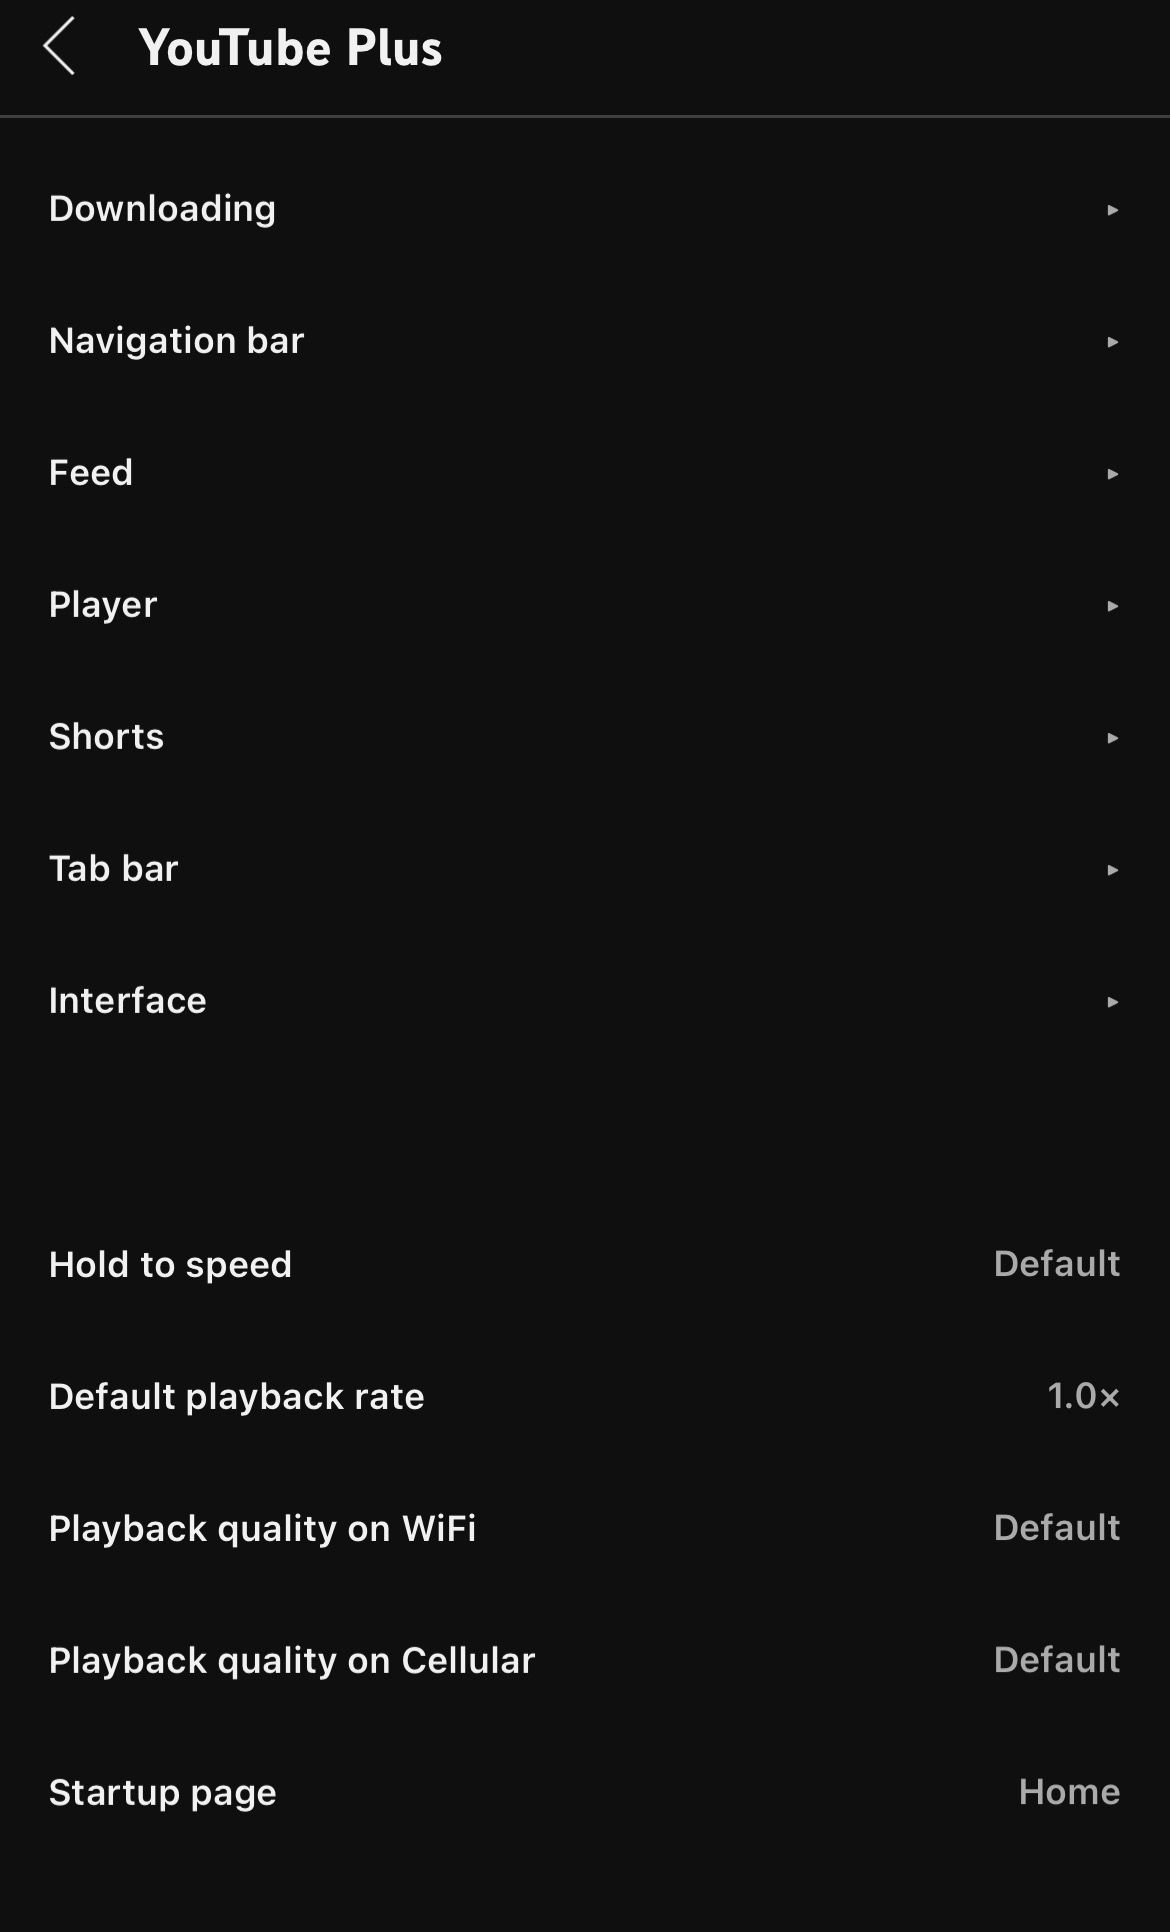 YouTube Plus
Downloading
Navigation bar
Feed
Player
Shorts
Tab bar
Interface
Hold to speed Default
Default playback rate 1.0×
Playback quality on WiFi Default
Playback quality on Cellular Default
Startup page Home